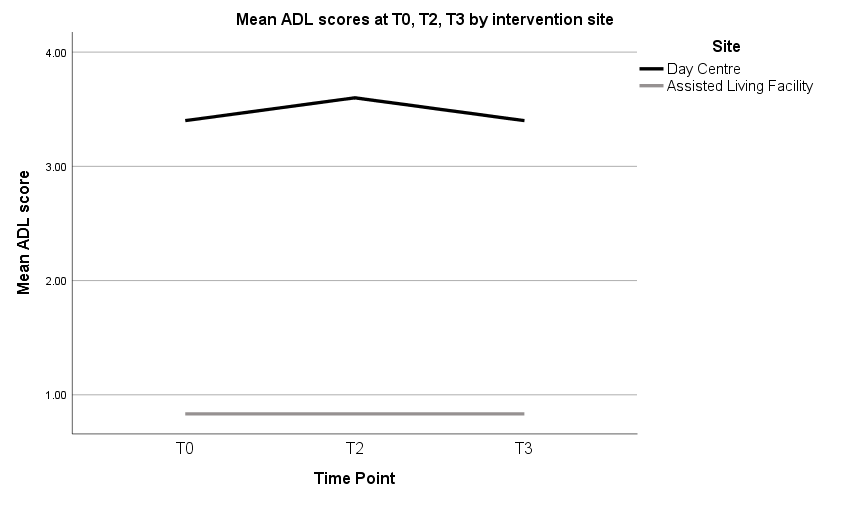 Mean ADL scores at T0, T2, T3 by intervention site
Site
Day Centre
Assisted Living Facility
Mean ADL score
4.00
3.00
2.00
1.00
T0 T2 T3
Time Point